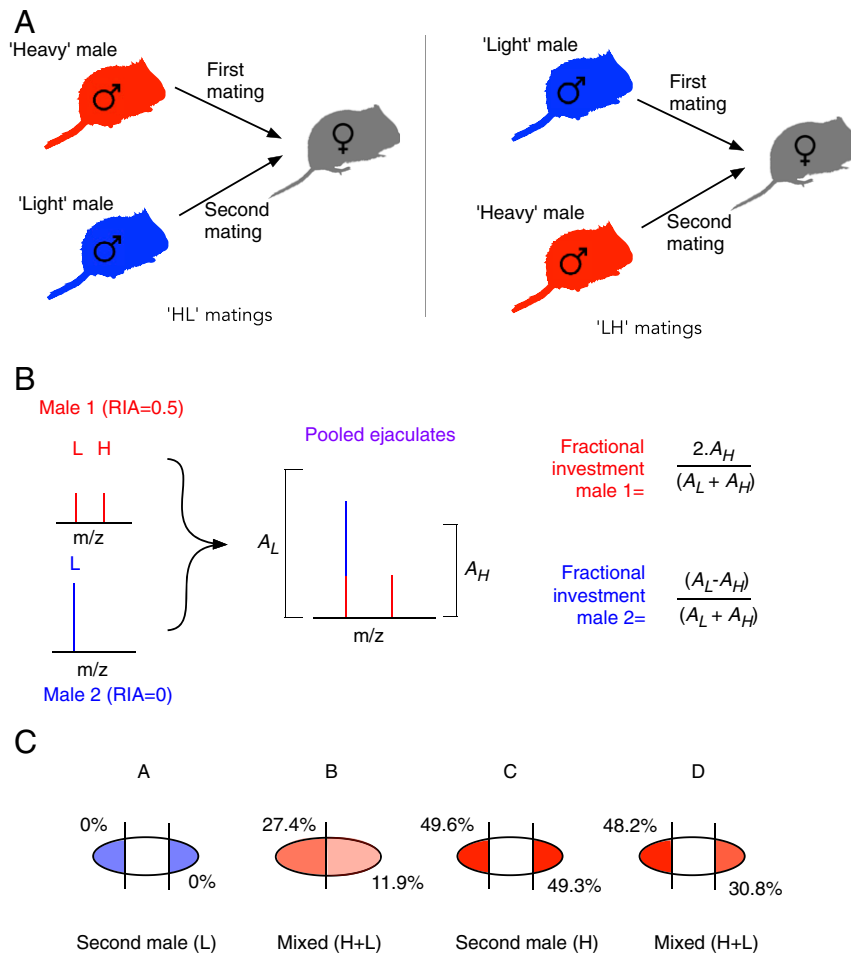 A
'Heavy' male
First
mating
♂
♀
'Light' male
Second
mating
♂
'HL' matings
'Light' male
First
mating
♂
♀
'Heavy' male
Second
mating
♂
'LH' matings
B
Male 1 (RIA=0.5)
L H
m/z
L
m/z
Male 2 (RIA=0)
Pooled ejaculates
A_L
A_H
m/z
Fractional
investment
male 1=
2.A_H
(A_L + A_H)
Fractional
investment
male 2=
(A_L-A_H)
(A_L + A_H)
C
A B C D
0% 27.4% 49.6% 48.2%
0% 11.9% 49.3% 30.8%
Second male (L) Mixed (H+L) Second male (H) Mixed (H+L)